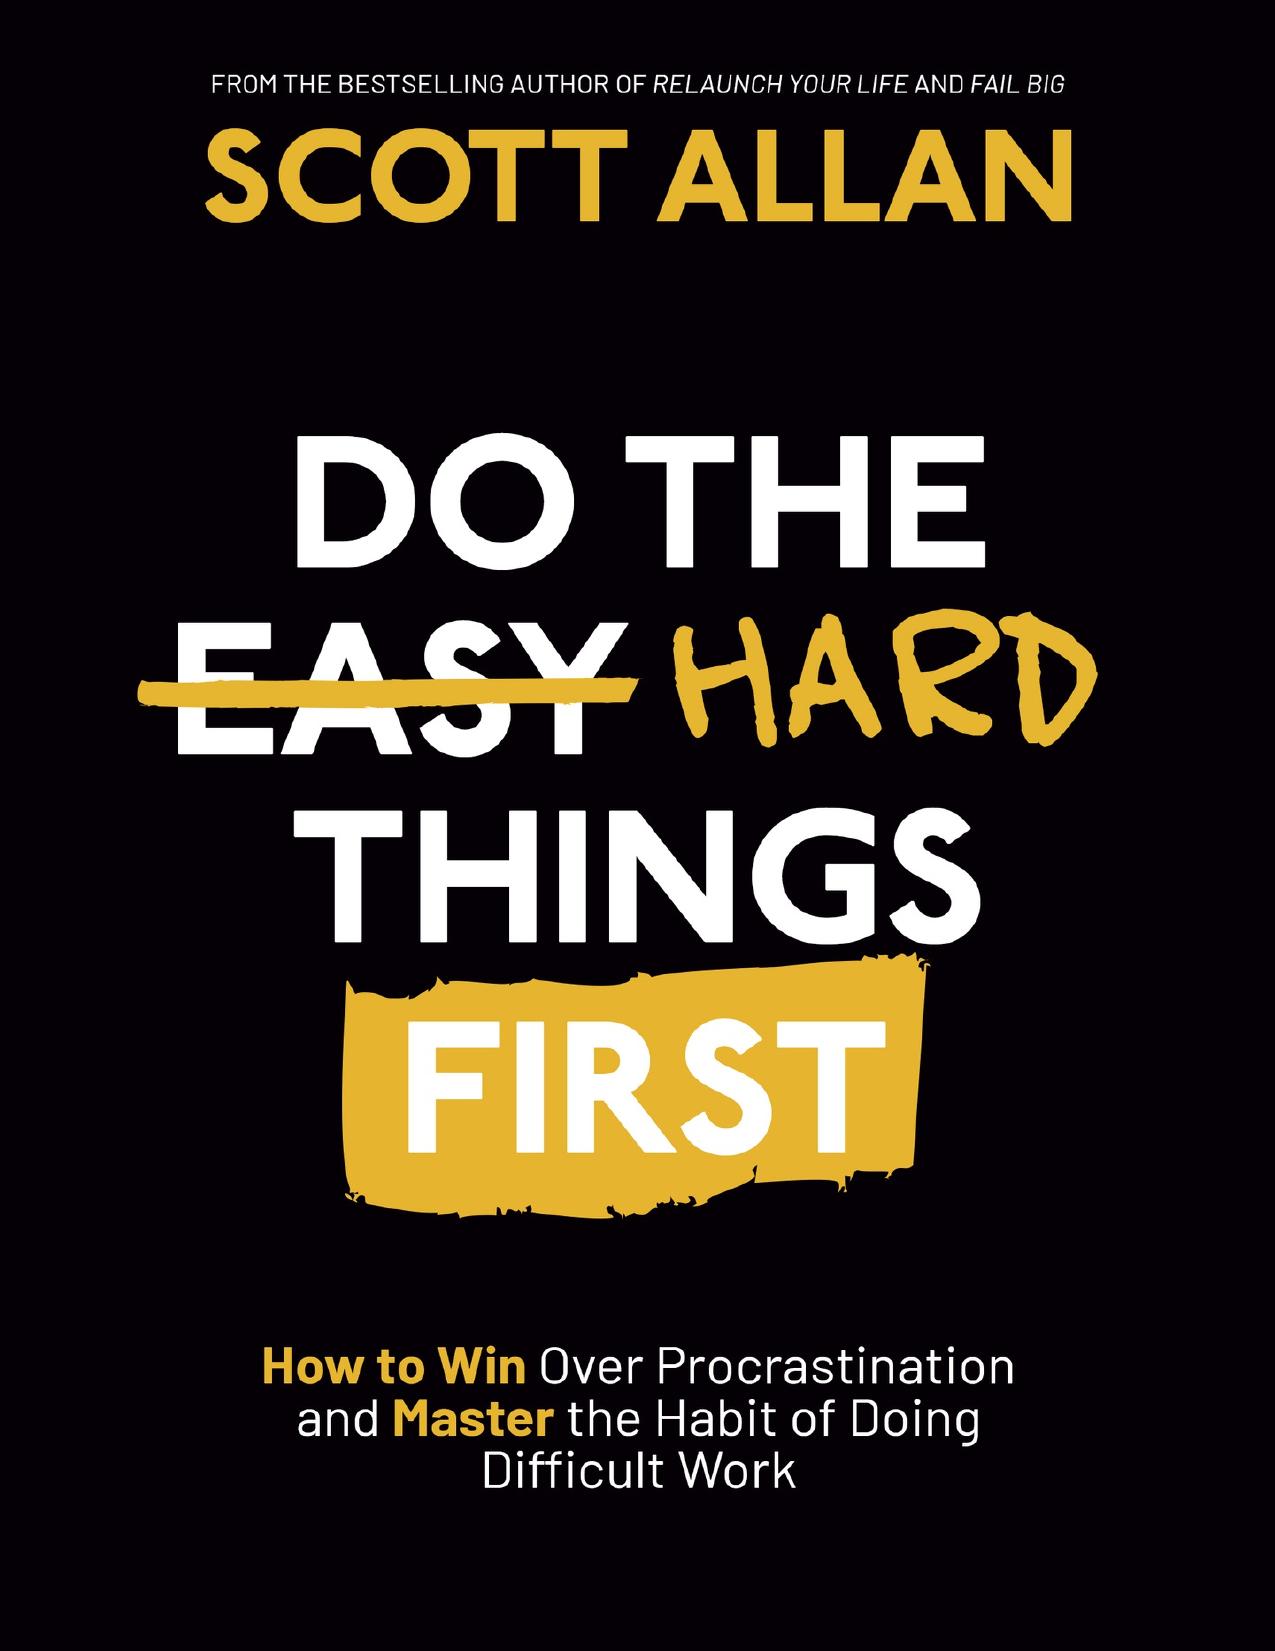 FROM THE BESTSELLING AUTHOR OF RELAUNCH YOUR LIFE AND FAIL BIG
SCOTT ALLAN
DO THE
EASY HARD
THINGS
FIRST
How to Win Over Procrastination
and Master the Habit of Doing
Difficult Work